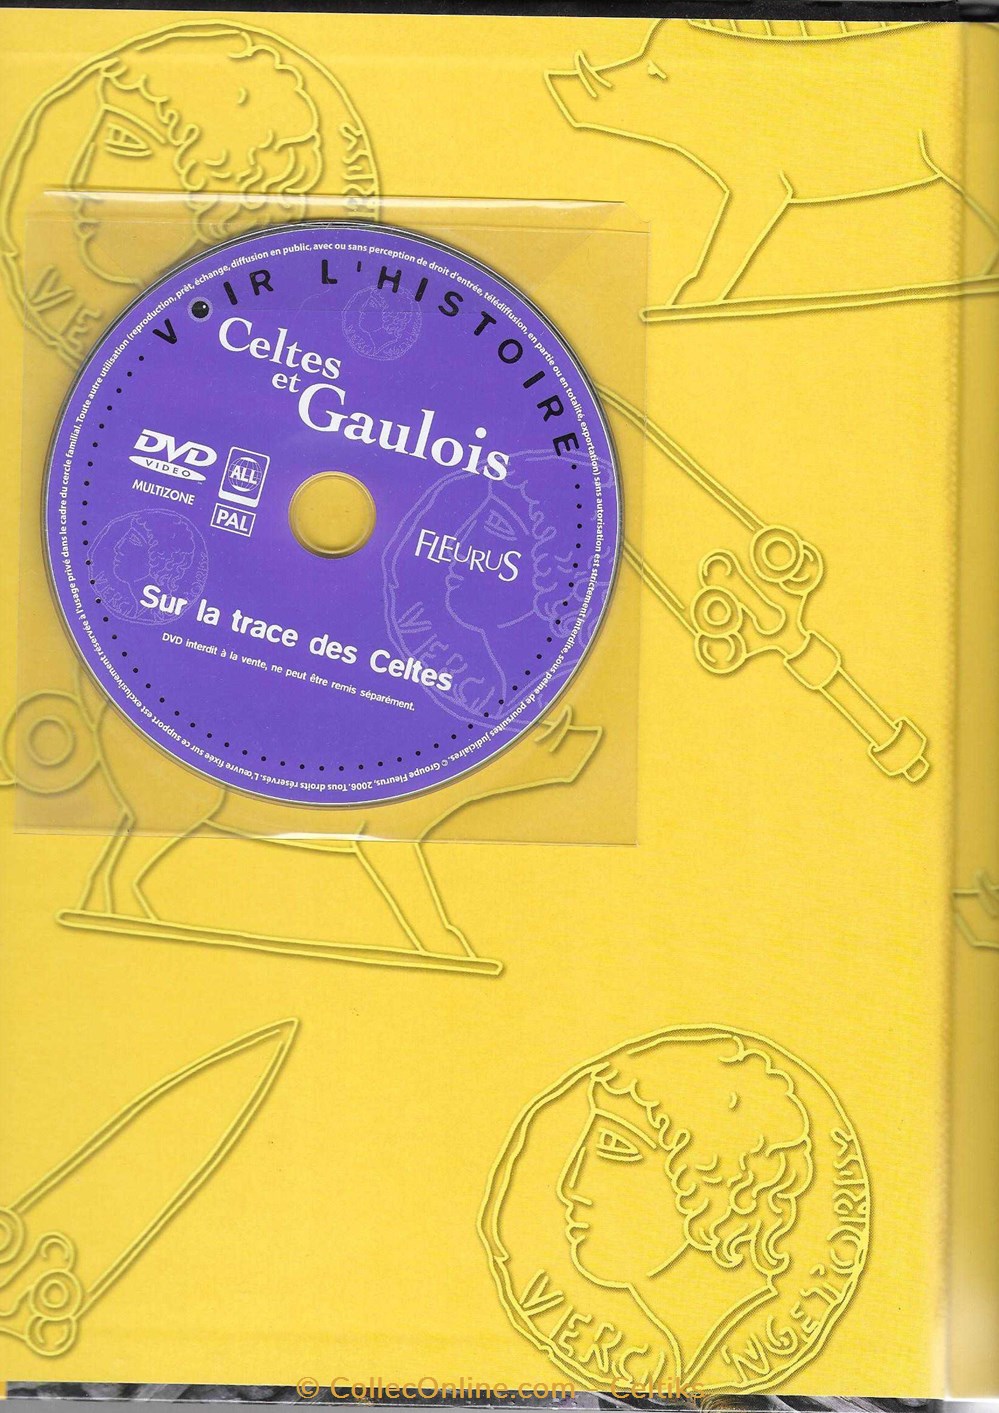 L'œuvre fixée sur ce support est exclusivement réservée à l'usage privé dans le cadre du cercle familial. Toute autre utilisation (reproduction, prêt, échange, diffusion en public, avec ou sans perception de droit d'entrée, télédiffusion, en partie ou en totalité, exportation) sans autorisation est strictement interdite, sous peine de poursuites judiciaires. © Groupe Fleurus, 2006. Tous droits réservés.
VOIR L'HISTOIRE
Celtes
et
Gaulois
DVD
VIDEO
MULTIZONE
ALL
PAL
FLEURUS
Sur la trace des Celtes
DVD interdit à la vente, ne peut être remis séparément.
VERCI NGETORIX
© CollecOnline.com - Celtiks